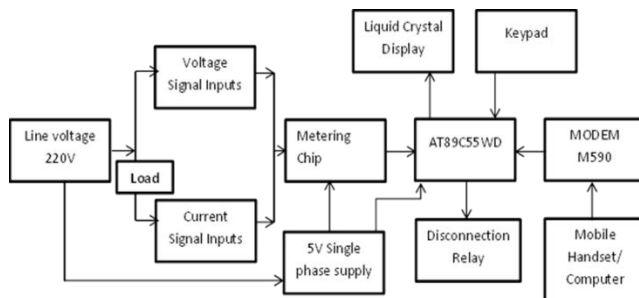 Liquid Crystal
Display
Keypad
Voltage
Signal Inputs
Line voltage
220V
Load
Metering
Chip
AT89C55WD
MODEM
M590
Current
Signal Inputs
5V Single
phase supply
Disconnection
Relay
Mobile
Handset/
Computer